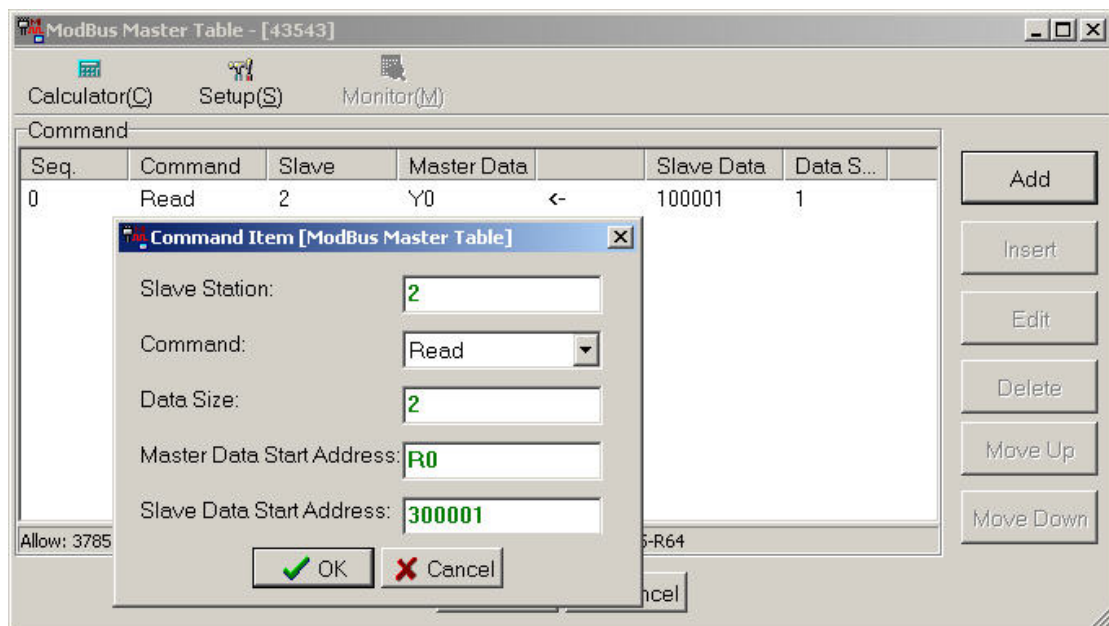 ModBus Master Table - [43543]
Calculator(C) Setup(S) Monitor(M)
Command
Seq. Command Slave Master Data Slave Data Data S...
0 Read 2 Y0 <- 100001 1
Add
Insert
Edit
Delete
Move Up
Move Down
Command Item [ModBus Master Table]
Slave Station: 2
Command: Read
Data Size: 2
Master Data Start Address: R0
Slave Data Start Address: 300001
OK Cancel
Allow: 3785 -R64
ncel